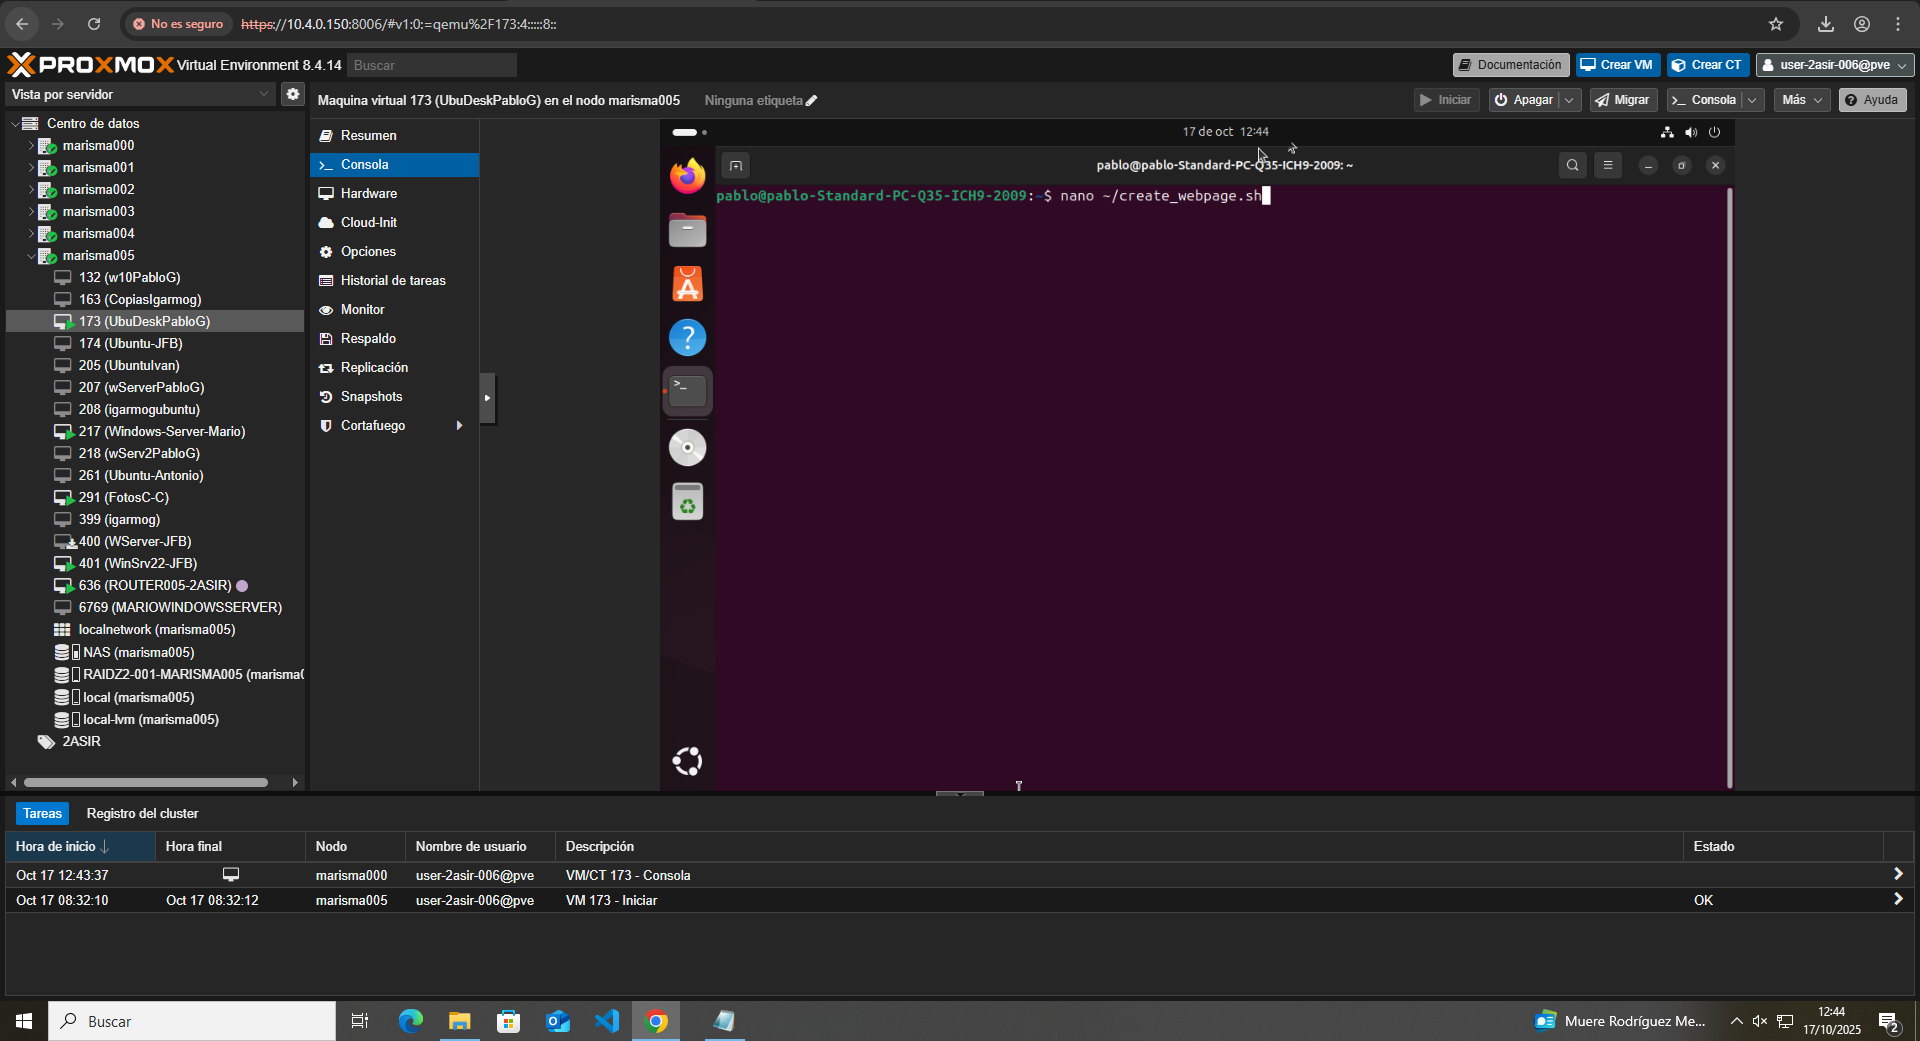 No es seguro https://10.4.0.150:8006/#v1:0:=qemu%2F173:4:::::8::
PROXMOX Virtual Environment 8.4.14 Buscar Documentación Crear VM Crear CT user-2asir-006@pve
Vista por servidor
Maquina virtual 173 (UbuDeskPabloG) en el nodo marisma005 Ninguna etiqueta Iniciar Apagar Migrar >_ Consola Más Ayuda
Centro de datos
marisma000
marisma001
marisma002
marisma003
marisma004
marisma005
132 (w10PabloG)
163 (CopiasIgarmog)
173 (UbuDeskPabloG)
174 (Ubuntu-JFB)
205 (UbuntuIvan)
207 (wServerPabloG)
208 (igarmogubuntu)
217 (Windows-Server-Mario)
218 (wServ2PabloG)
261 (Ubuntu-Antonio)
291 (FotosC-C)
399 (igarmog)
400 (WServer-JFB)
401 (WinSrv22-JFB)
636 (ROUTER005-2ASIR)
6769 (MARIOWINDOWSSERVER)
localnetwork (marisma005)
NAS (marisma005)
RAIDZ2-001-MARISMA005 (marisma0
local (marisma005)
local-lvm (marisma005)
2ASIR
Resumen
>_ Consola
Hardware
Cloud-Init
Opciones
Historial de tareas
Monitor
Respaldo
Replicación
Snapshots
Cortafuego
17 de oct 12:44
pablo@pablo-Standard-PC-Q35-ICH9-2009: ~
pablo@pablo-Standard-PC-Q35-ICH9-2009:~$ nano ~/create_webpage.sh
Tareas Registro del cluster
Hora de inicio Hora final Nodo Nombre de usuario Descripción Estado
Oct 17 12:43:37 marisma000 user-2asir-006@pve VM/CT 173 - Consola
Oct 17 08:32:10 Oct 17 08:32:12 marisma005 user-2asir-006@pve VM 173 - Iniciar OK
Buscar
Muere Rodríguez Me...
12:44
17/10/2025
2